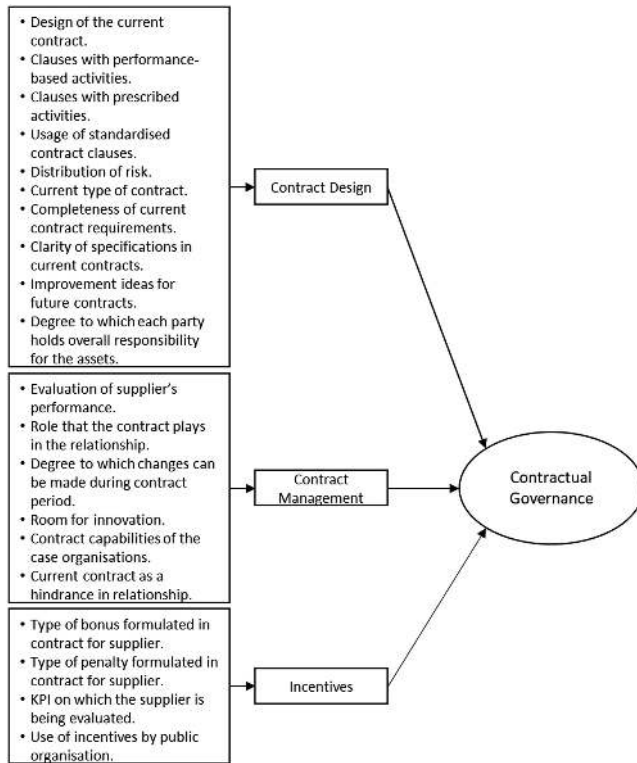 • Design of the current
contract.
• Clauses with performance-
based activities.
• Clauses with prescribed
activities.
• Usage of standardised
contract clauses.
• Distribution of risk.
• Current type of contract.
• Completeness of current
contract requirements.
• Clarity of specifications in
current contracts.
• Improvement ideas for
future contracts.
• Degree to which each party
holds overall responsibility
for the assets.
Contract Design
• Evaluation of supplier's
performance.
• Role that the contract plays
in the relationship.
• Degree to which changes can
be made during contract
period.
• Room for innovation.
• Contract capabilities of the
case organisations.
• Current contract as a
hindrance in relationship.
Contract
Management
Contractual
Governance
• Type of bonus formulated in
contract for supplier.
• Type of penalty formulated in
contract for supplier.
• KPI on which the supplier is
being evaluated.
• Use of incentives by public
organisation.
Incentives